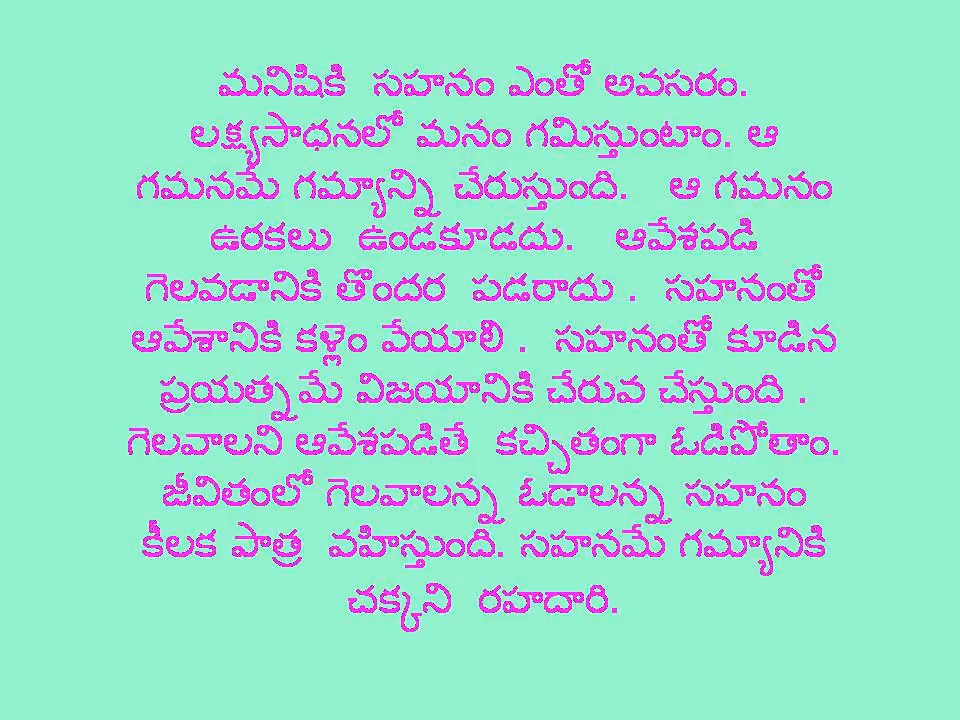 మనిషికి సహనం ఎంతో అవసరం.
లక్ష్యసాధనలో మనం గమిస్తుంటాం. ఆ
గమనమే గమ్యాన్ని చేరుస్తుంది. ఆ గమనం
ఉరకలు ఉండకూడదు. ఆవేశపడి
గెలవడానికి తొందర పడరాదు . సహనంతో
ఆవేశానికి కళ్లెం వేయాలి . సహనంతో కూడిన
ప్రయత్నమే విజయానికి చేరువ చేస్తుంది .
గెలవాలని ఆవేశపడితే కచ్చితంగా ఓడిపోతాం.
జీవితంలో గెలవాలన్న ఓడాలన్న సహనం
కీలక పాత్ర వహిస్తుంది. సహనమే గమ్యానికి
చక్కని రహదారి.